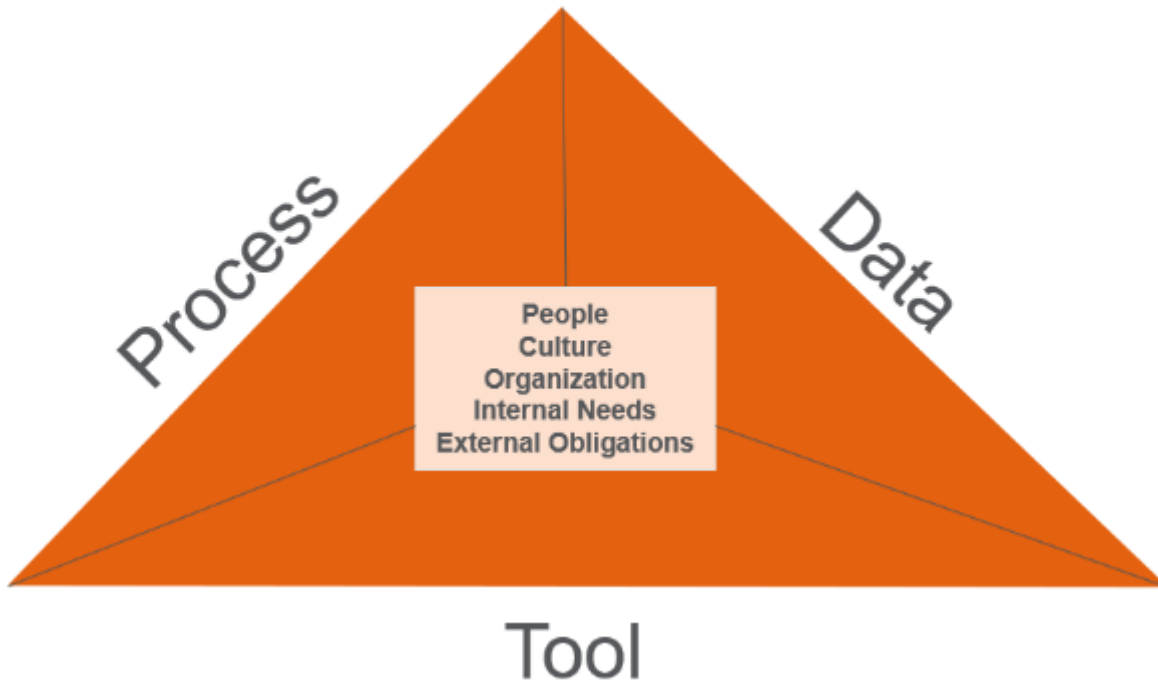 Process
Data
People
Culture
Organization
Internal Needs
External Obligations
Tool